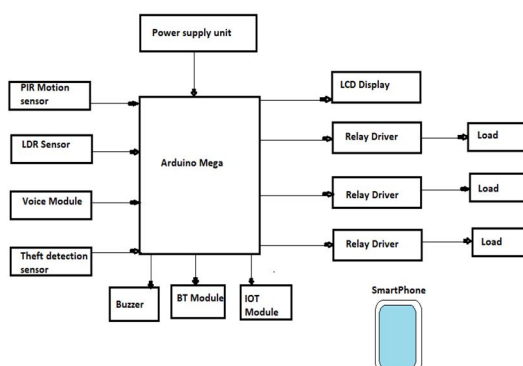 Power supply unit
PIR Motion
sensor
LDR Sensor
Voice Module
Theft detection
sensor
Arduino Mega
LCD Display
Relay Driver
Load
Relay Driver
Load
Relay Driver
Load
Buzzer
BT Module
IOT
Module
SmartPhone